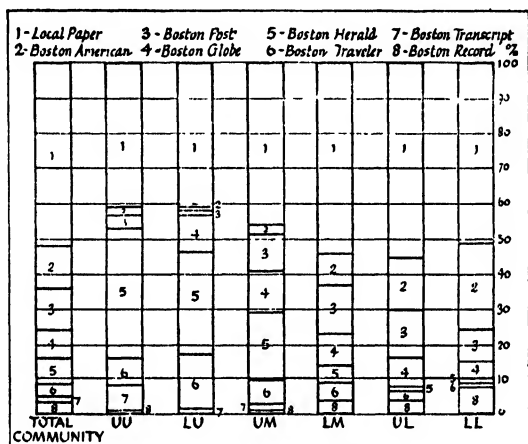 1-Local Paper 3-Boston Post 5-Boston Herald 7-Boston Transcript
2-Boston American 4-Boston Globe 6-Boston Traveler 8-Boston Record %
100
90
80
1 1 1 1 1 1
1
70
60
2
3
50
4
2 2 3 40
2 2
3 3 30
4 5 5
3
20
4 3
5 4
4
6 6 10
5 5
6 7 6 6 6
8 7 8 7 7 8 8 8 8 0
TOTAL COMMUNITY UU LU UM LM UL LL